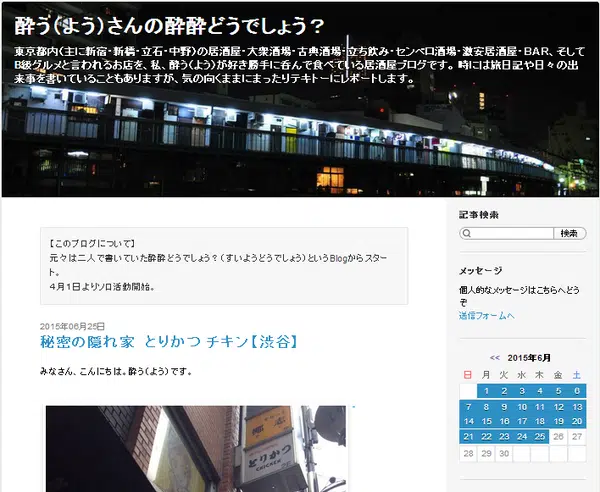 酔う(よう)さんの酔酔どうでしょう?
東京都内(主に新宿・新橋・立石・中野)の居酒屋・大衆酒場・古典酒場・立ち飲み・センベロ酒場・激安居酒屋・BAR、そして
B級グルメと言われるお店を、私、酔う(よう)が好き勝手に呑んで食べている居酒屋ブログです。時には旅日記や日々の出
来事を書いていることもありますが、気の向くままにまったりテキトーにレポートします。
【このブログについて】
元々は二人で書いていた酔酔どうでしょう?(すいようどうでしょう)というBlogからスター
ト。
4月1日よりソロ活動開始。
2015年06月25日
秘密の隠れ家 とりかつ チキン【渋谷】
みなさん、こんにちは。酔う(よう)です。
とりかつ
CHICKEN
記事検索
検索
メッセージ
個人的なメッセージはこちらへどう
ぞ
送信フォームへ
<< 2015年6月
日 月 火 水 木 金 土
1 2 3 4 5 6
7 8 9 10 11 12 13
14 15 16 17 18 19 20
21 22 23 24 25 26 27
28 29 30